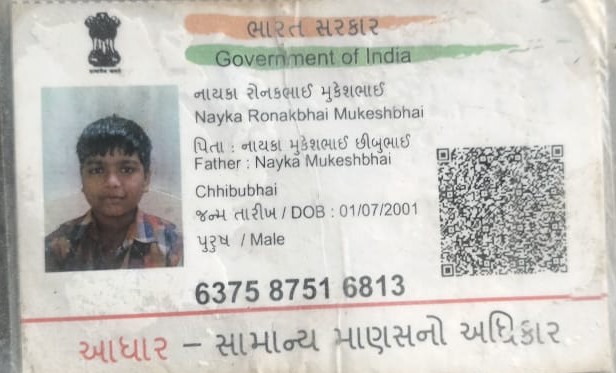 ભારત સરકાર
Government of India
નાયકા રોનકભાઈ મુકેશભાઈ
Nayka Ronakbhai Mukeshbhai
પિતા : નાયકા મુકેશભાઈ છીબુભાઈ
Father : Nayka Mukeshbhai
Chhibubhai
જન્મ તારીખ / DOB : 01/07/2001
પુરુષ / Male
6375 8751 6813
આધાર – સામાન્ય માણસનો અધિકાર